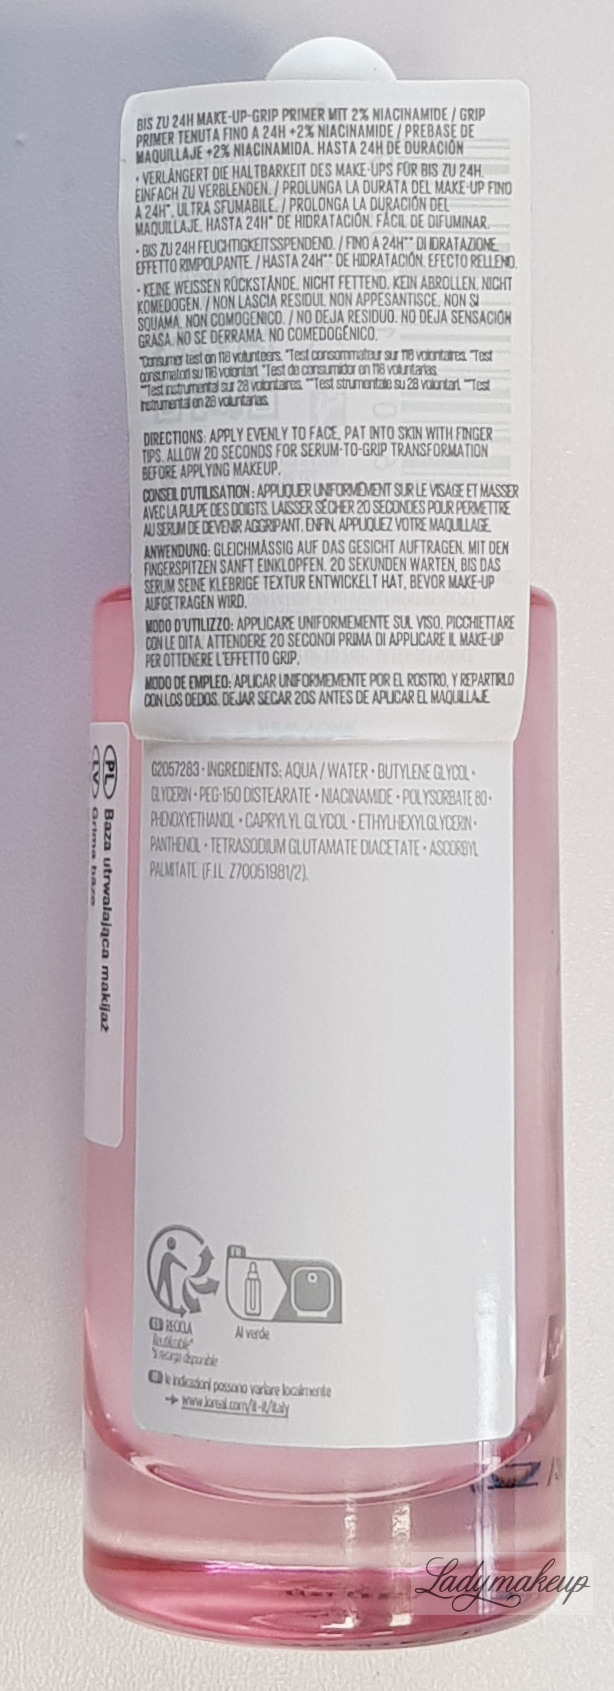 BIS ZU 24H MAKE-UP-GRIP PRIMER MIT 2% NIACINAMIDE / GRIP
PRIMER TENUTA FINO A 24H +2% NIACINAMIDE / PREBASE DE
MAQUILLAJE +2% NIACINAMIDA. HASTA 24H DE DURACIÓN
• VERLÄNGERT DIE HALTBARKEIT DES MAKE-UPS FÜR BIS ZU 24H.
EINFACH ZU VERBLENDEN. / PROLUNGA LA DURATA DEL MAKE-UP FINO
A 24H*. ULTRA SFUMABILE. / PROLONGA LA DURACIÓN DEL
MAQUILLAJE. HASTA 24H* DE HIDRATACIÓN. FÁCIL DE DIFUMINAR.
• BIS ZU 24H FEUCHTIGKEITSSPENDEND. / FINO A 24H** DI IDRATAZIONE.
EFFETTO RIMPOLPANTE. / HASTA 24H** DE HIDRATACIÓN. EFECTO RELLENO.
• KEINE WEISSEN RÜCKSTÄNDE. NICHT FETTEND. KEIN ABROLLEN. NICHT
KOMEDOGEN. / NON LASCIA RESIDUI. NON APPESANTISCE. NON SI
SQUAMA. NON COMOGENICO. / NO DEJA RESIDUO. NO DEJA SENSACIÓN
GRASA. NO SE DERRAMA. NO COMEDOGÉNICO.
*Consumer test on 118 volunteers. *Test consommateur sur 118 volontaires. *Test
consumatori su 118 volontari. *Test de consumidor en 118 voluntarias.
**Test instrumental sur 28 volontaires. **Test strumentale su 28 volontari. **Test
instrumental en 28 voluntarias.
DIRECTIONS: APPLY EVENLY TO FACE. PAT INTO SKIN WITH FINGER
TIPS. ALLOW 20 SECONDS FOR SERUM-TO-GRIP TRANSFORMATION
BEFORE APPLYING MAKEUP.
CONSEIL D'UTILISATION : APPLIQUER UNIFORMÉMENT SUR LE VISAGE ET MASSER
AVEC LA PULPE DES DOIGTS. LAISSER SÉCHER 20 SECONDES POUR PERMETTRE
AU SERUM DE DEVENIR AGGRIPANT. ENFIN, APPLIQUEZ VOTRE MAQUILLAGE.
ANWENDUNG: GLEICHMÄSSIG AUF DAS GESICHT AUFTRAGEN. MIT DEN
FINGERSPITZEN SANFT EINKLOPFEN. 20 SEKUNDEN WARTEN, BIS DAS
SERUM SEINE KLEBRIGE TEXTUR ENTWICKELT HAT, BEVOR MAKE-UP
AUFGETRAGEN WIRD.
MODO D'UTILIZZO: APPLICARE UNIFORMEMENTE SUL VISO, PICCHIETTARE
CON LE DITA. ATTENDERE 20 SECONDI PRIMA DI APPLICARE IL MAKE-UP
PER OTTENERE L'EFFETTO GRIP.
MODO DE EMPLEO: APLICAR UNIFORMEMENTE POR EL ROSTRO, Y REPARTIRLO
CON LOS DEDOS. DEJAR SECAR 20S ANTES DE APLICAR EL MAQUILLAJE.
G2057283 • INGREDIENTS: AQUA / WATER • BUTYLENE GLYCOL •
GLYCERIN • PEG-150 DISTEARATE • NIACINAMIDE • POLYSORBATE 80 •
PHENOXYETHANOL • CAPRYLYL GLYCOL • ETHYLHEXYLGLYCERIN •
PANTHENOL • TETRASODIUM GLUTAMATE DIACETATE • ASCORBYL
PALMITATE. (F.I.L. Z70051981/2).
PL Baza utrwalająca makijaż
LV Grima bāze
E RECICLA
Reutilizable*
*si recarga disponible
Al verde
le indicazioni possono variare localmente
www.loreal.com/it-it/italy
Ladymakeup